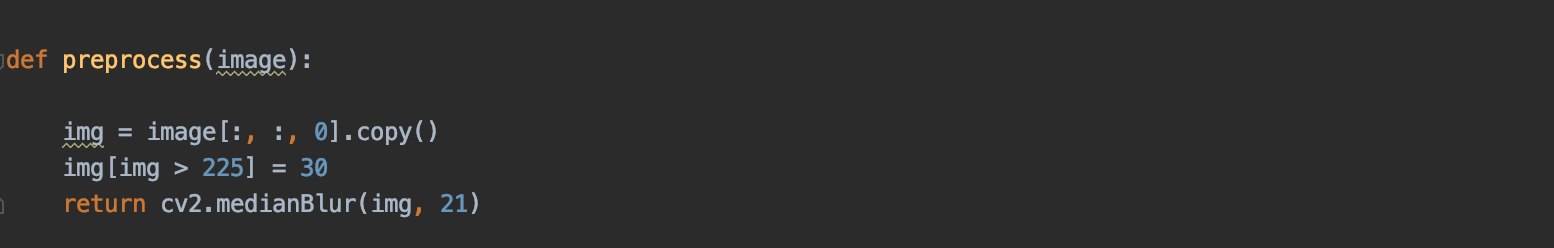 def preprocess(image):
img = image[:, :, 0].copy()
img[img > 225] = 30
return cv2.medianBlur(img, 21)